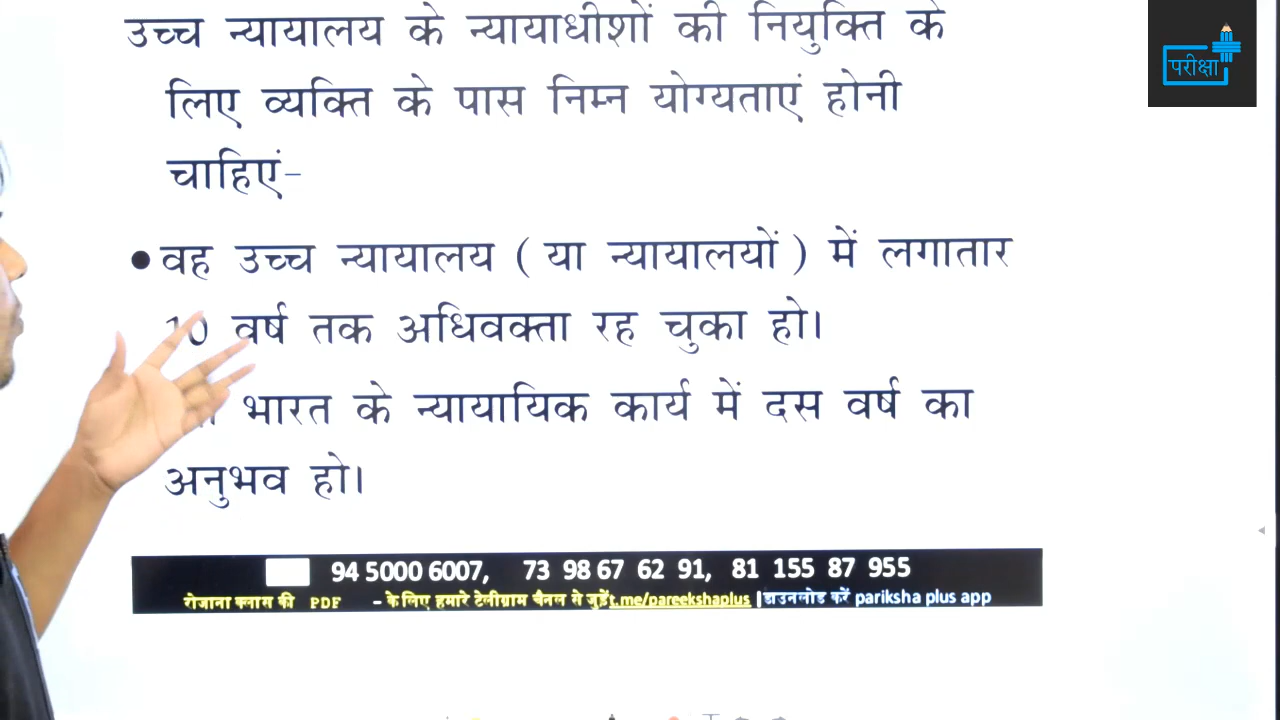 उच्च न्यायालय के न्यायाधीशों की नियुक्ति के
लिए व्यक्ति के पास निम्न योग्यताएं होनी
चाहिएं-
•वह उच्च न्यायालय (या न्यायालयों) में लगातार
10 वर्ष तक अधिवक्ता रह चुका हो।
भारत के न्यायायिक कार्य में दस वर्ष का
अनुभव हो।
94 5000 6007, 73 98 67 62 91, 81 155 87 955
रोजाना क्लास की PDF – के लिए हमारे टेलीग्राम चैनल से जुड़ें t.me/pareekshaplus | डाउनलोड करें pariksha plus app
परीक्षा